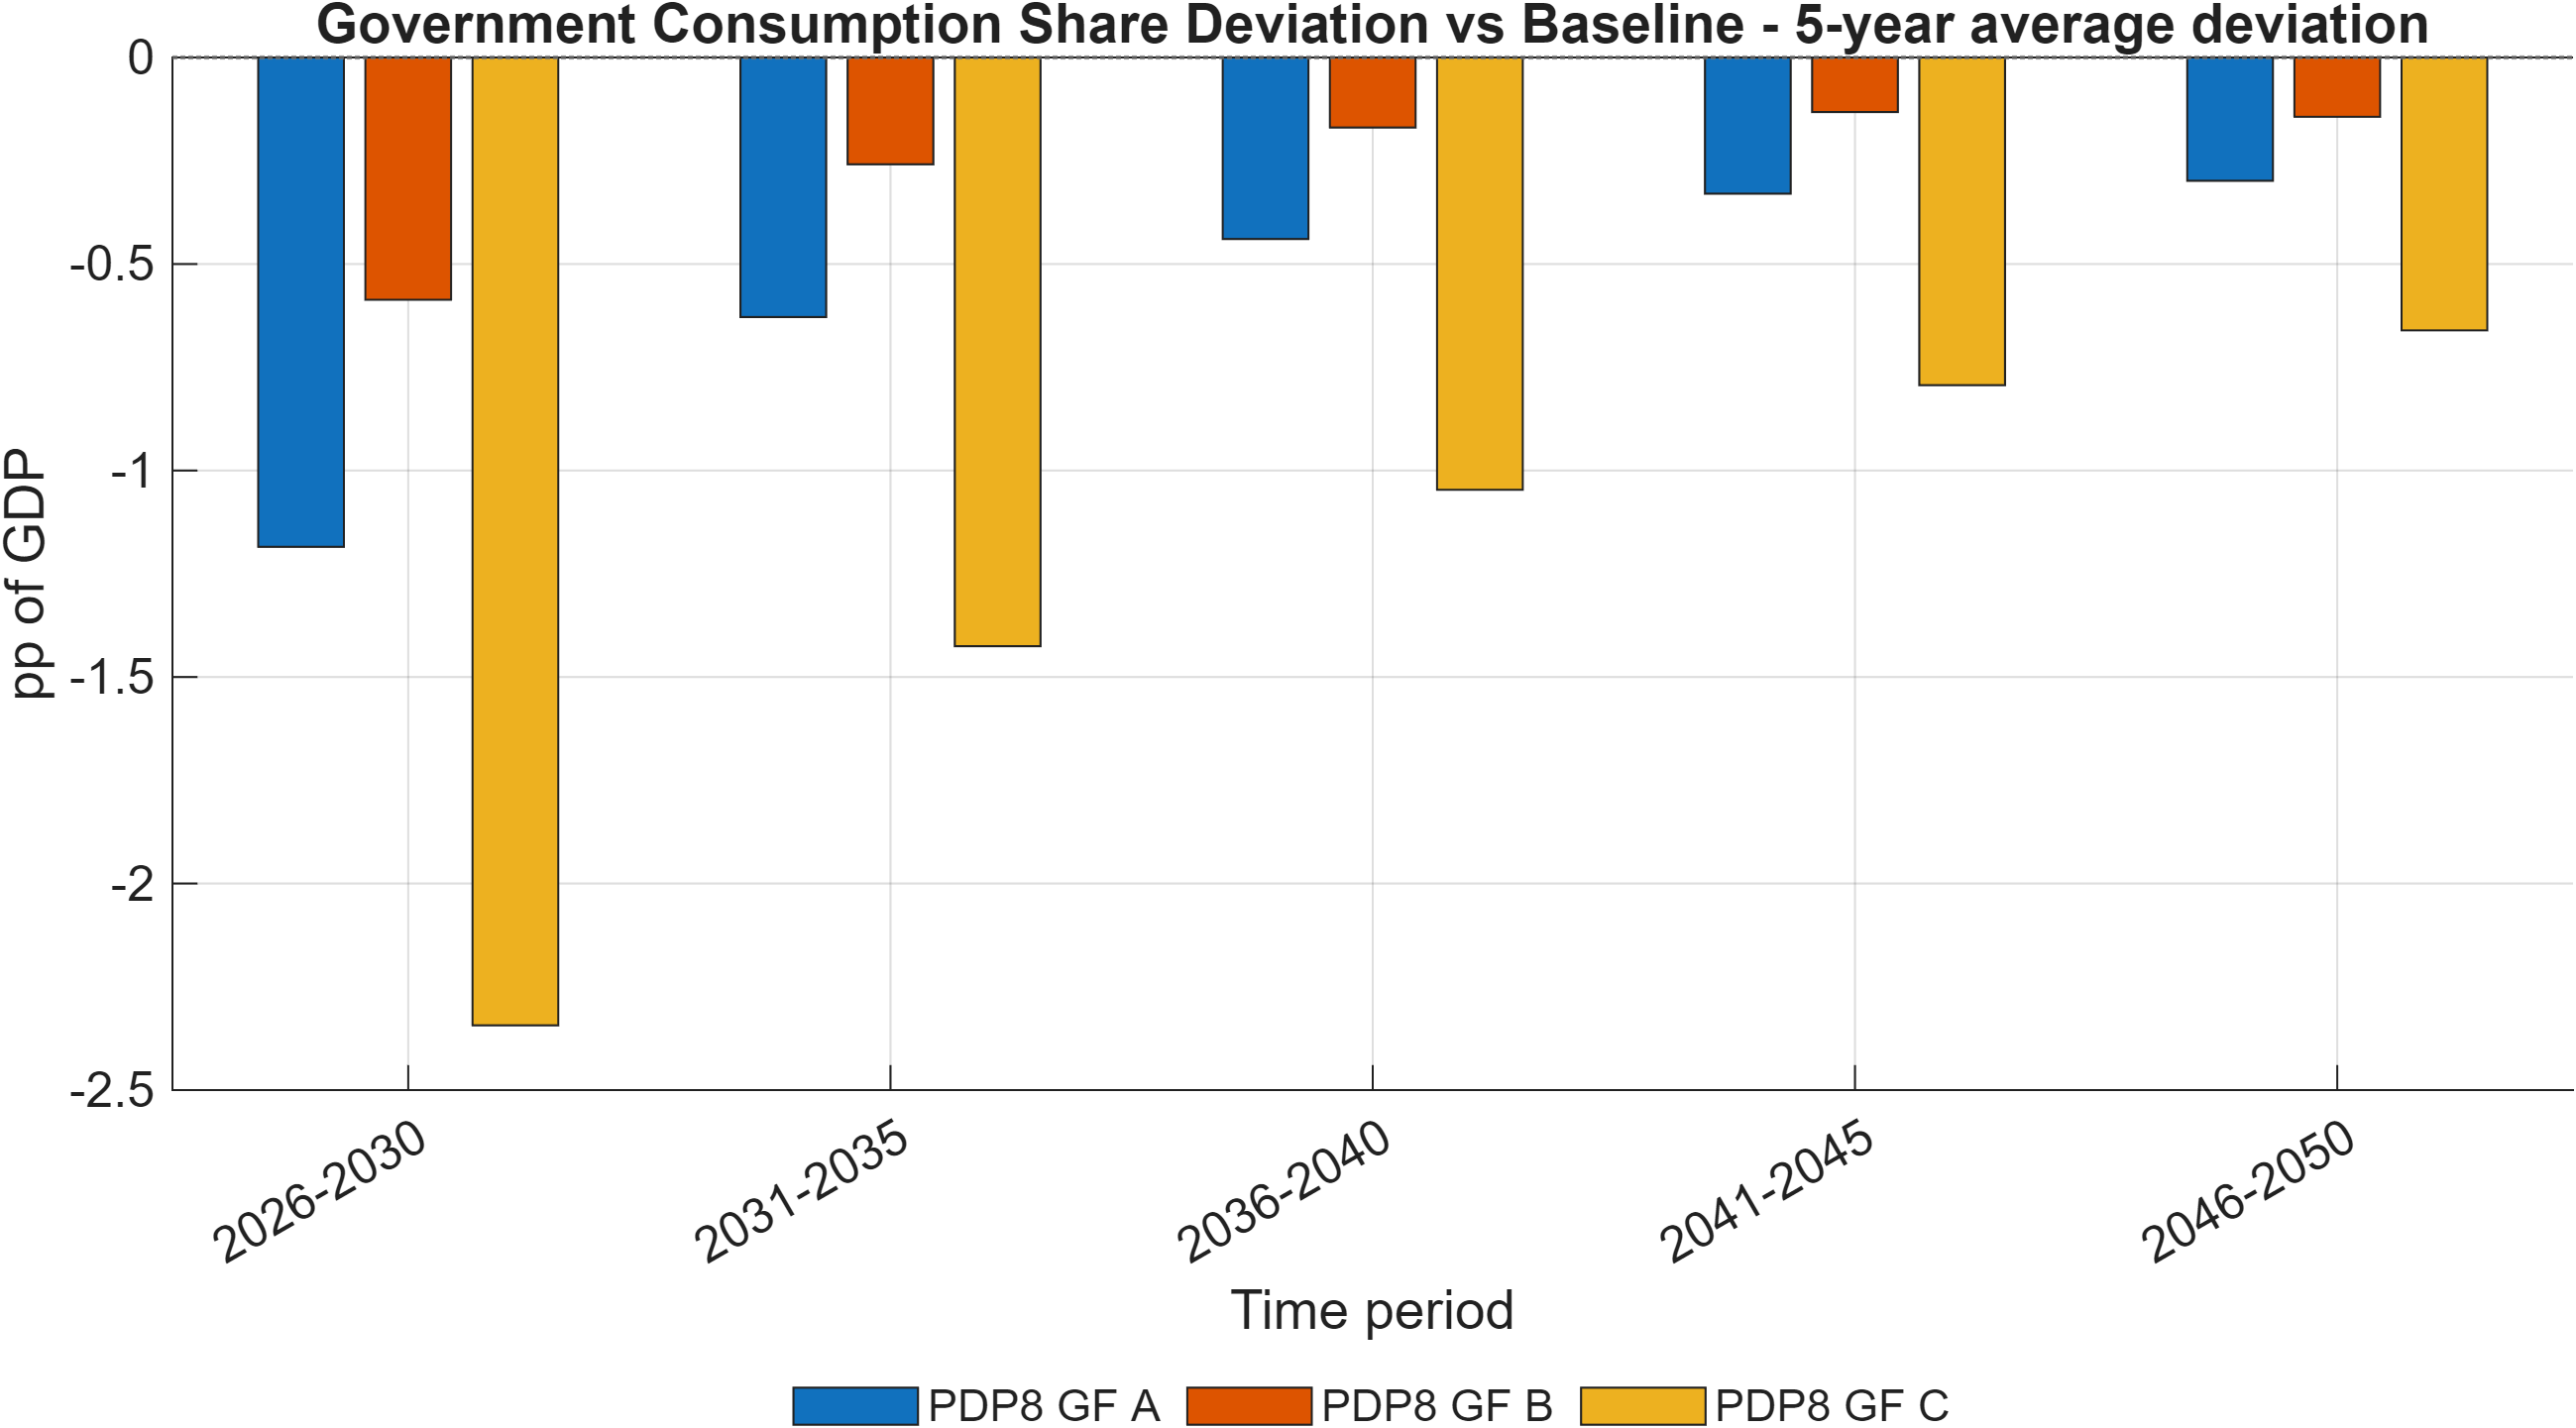 Government Consumption Share Deviation vs Baseline - 5-year average deviation
0
-0.5
-1
-1.5
-2
-2.5
pp of GDP
2026-2030
2031-2035
2036-2040
2041-2045
2046-2050
Time period
PDP8 GF A
PDP8 GF B
PDP8 GF C